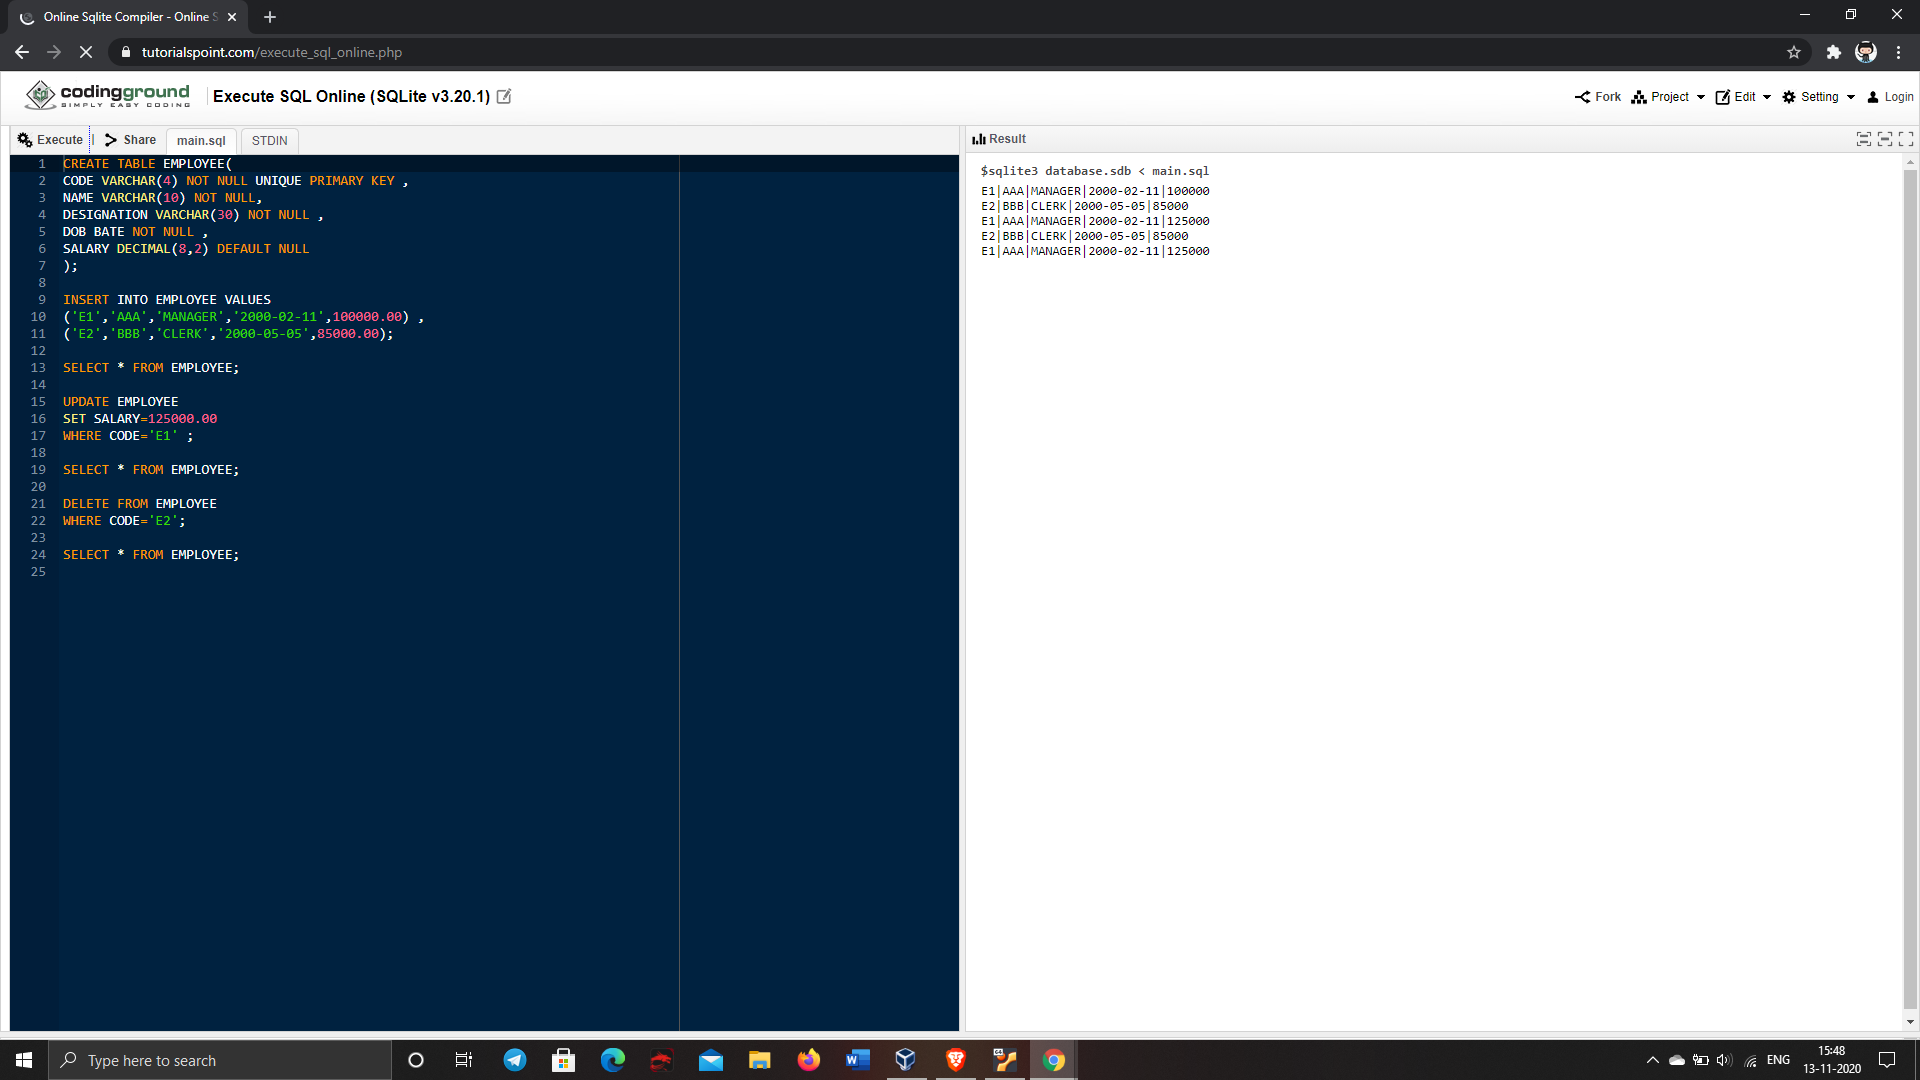 Online Sqlite Compiler - Online S
tutorialspoint.com/execute_sql_online.php
codingground
SIMPLY EASY CODING
Execute SQL Online (SQLite v3.20.1)
Fork Project Edit Setting Login
Execute | Share main.sql STDIN
1 CREATE TABLE EMPLOYEE(
2 CODE VARCHAR(4) NOT NULL UNIQUE PRIMARY KEY ,
3 NAME VARCHAR(10) NOT NULL,
4 DESIGNATION VARCHAR(30) NOT NULL ,
5 DOB BATE NOT NULL ,
6 SALARY DECIMAL(8,2) DEFAULT NULL
7 );
8
9 INSERT INTO EMPLOYEE VALUES
10 ('E1','AAA','MANAGER','2000-02-11',100000.00) ,
11 ('E2','BBB','CLERK','2000-05-05',85000.00);
12
13 SELECT * FROM EMPLOYEE;
14
15 UPDATE EMPLOYEE
16 SET SALARY=125000.00
17 WHERE CODE='E1' ;
18
19 SELECT * FROM EMPLOYEE;
20
21 DELETE FROM EMPLOYEE
22 WHERE CODE='E2';
23
24 SELECT * FROM EMPLOYEE;
25
Result
$sqlite3 database.sdb < main.sql
E1|AAA|MANAGER|2000-02-11|100000
E2|BBB|CLERK|2000-05-05|85000
E1|AAA|MANAGER|2000-02-11|125000
E2|BBB|CLERK|2000-05-05|85000
E1|AAA|MANAGER|2000-02-11|125000
Type here to search
ENG
15:48
13-11-2020